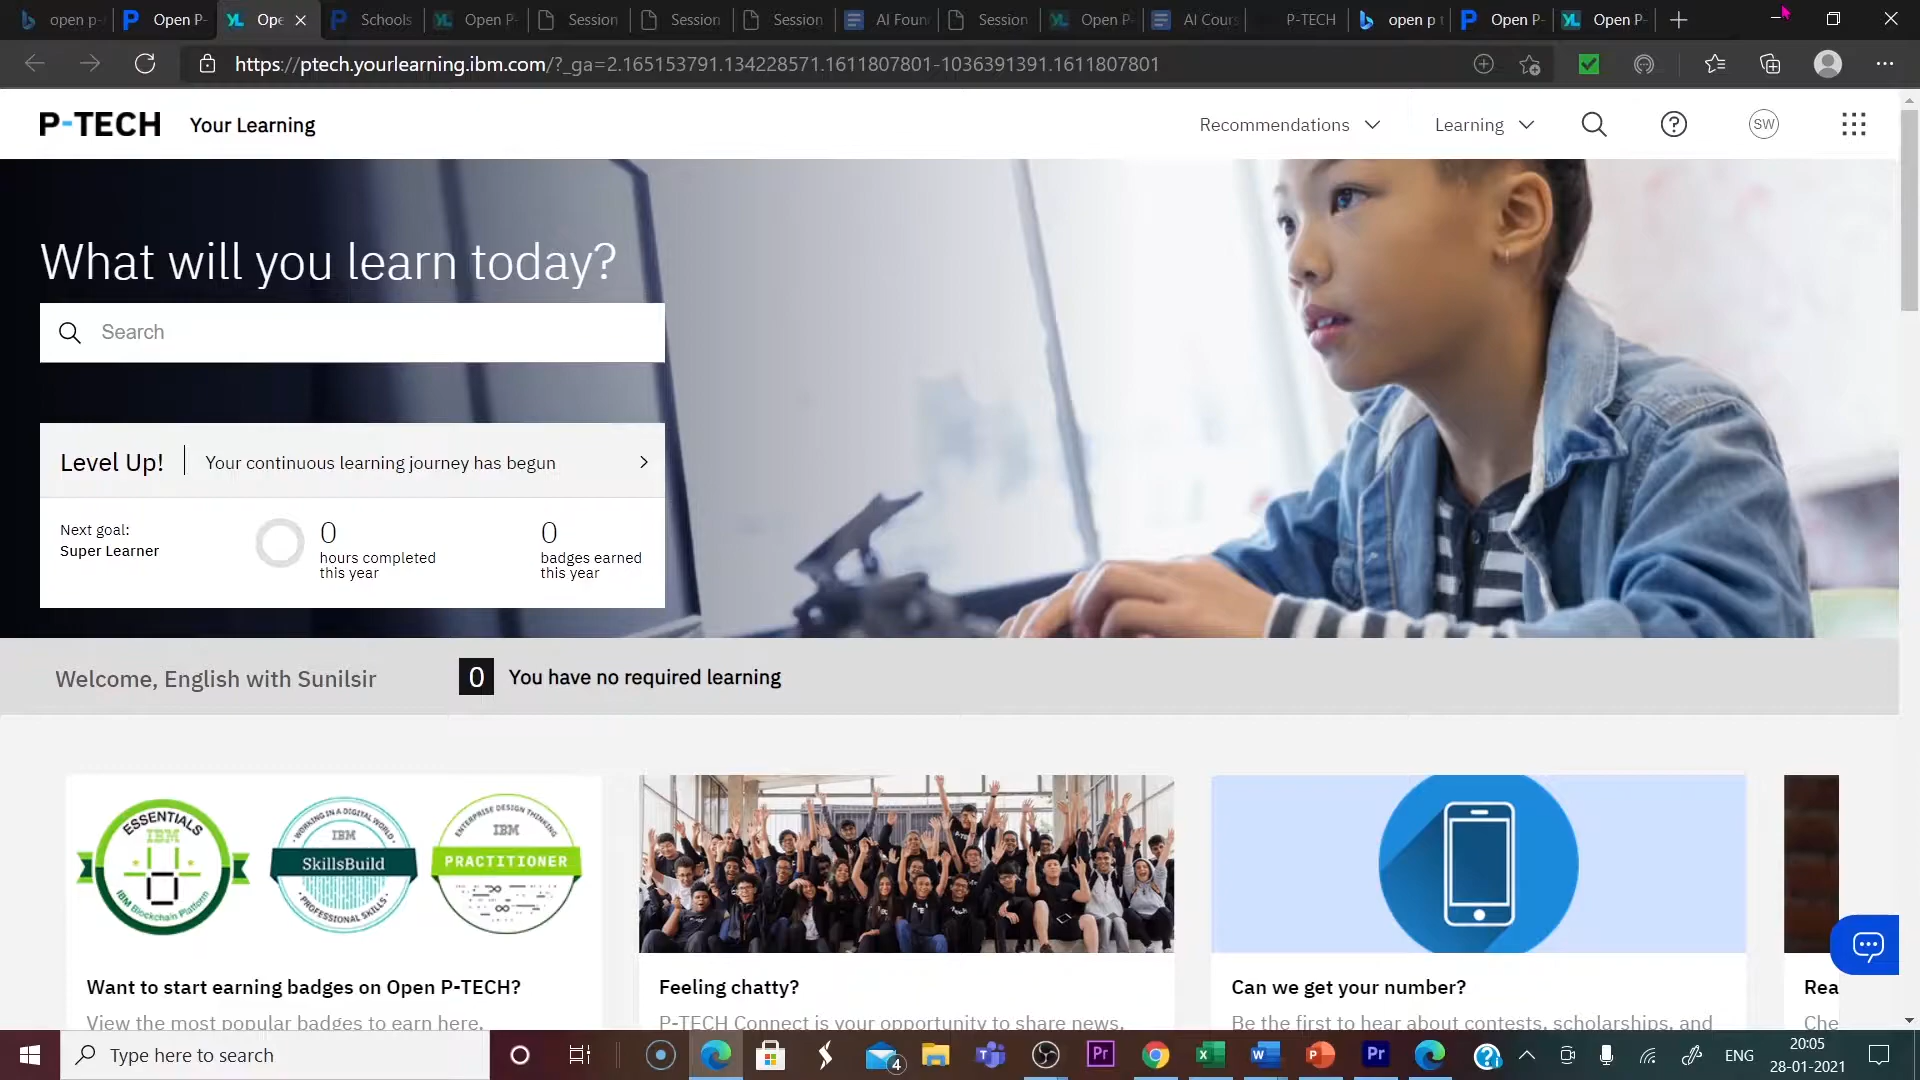 open p-
Open P-
Ope
Schools
Open P-
Session
Session
Session
AI Foun
Session
Open P-
AI Cours
P-TECH
open p t
Open P-
Open P-
https://ptech.yourlearning.ibm.com/?_ga=2.165153791.134228571.1611807801-1036391391.1611807801
P-TECH Your Learning
Recommendations
Learning
SW
What will you learn today?
Search
Level Up! Your continuous learning journey has begun
Next goal:
Super Learner
0
hours completed
this year
0
badges earned
this year
Welcome, English with Sunilsir
0 You have no required learning
ESSENTIALS
IBM
IBM Blockchain Platform
WORKING IN A DIGITAL WORLD
IBM
SkillsBuild
PROFESSIONAL SKILLS
ENTERPRISE DESIGN THINKING
IBM
PRACTITIONER
Want to start earning badges on Open P-TECH?
View the most popular badges to earn here.
Feeling chatty?
P-TECH Connect is your opportunity to share news,
Can we get your number?
Be the first to hear about contests, scholarships, and
Rea
Che
Type here to search
4
Pr
Pr
ENG
20:05
28-01-2021